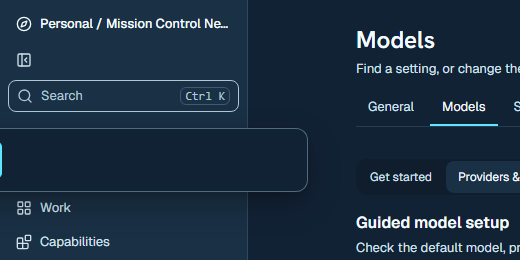 Personal / Mission Control Ne...
Search
Ctrl K
Work
Capabilities
Models
Find a setting, or change the
General
Models
S
Get started
Providers &
Guided model setup
Check the default model, pr